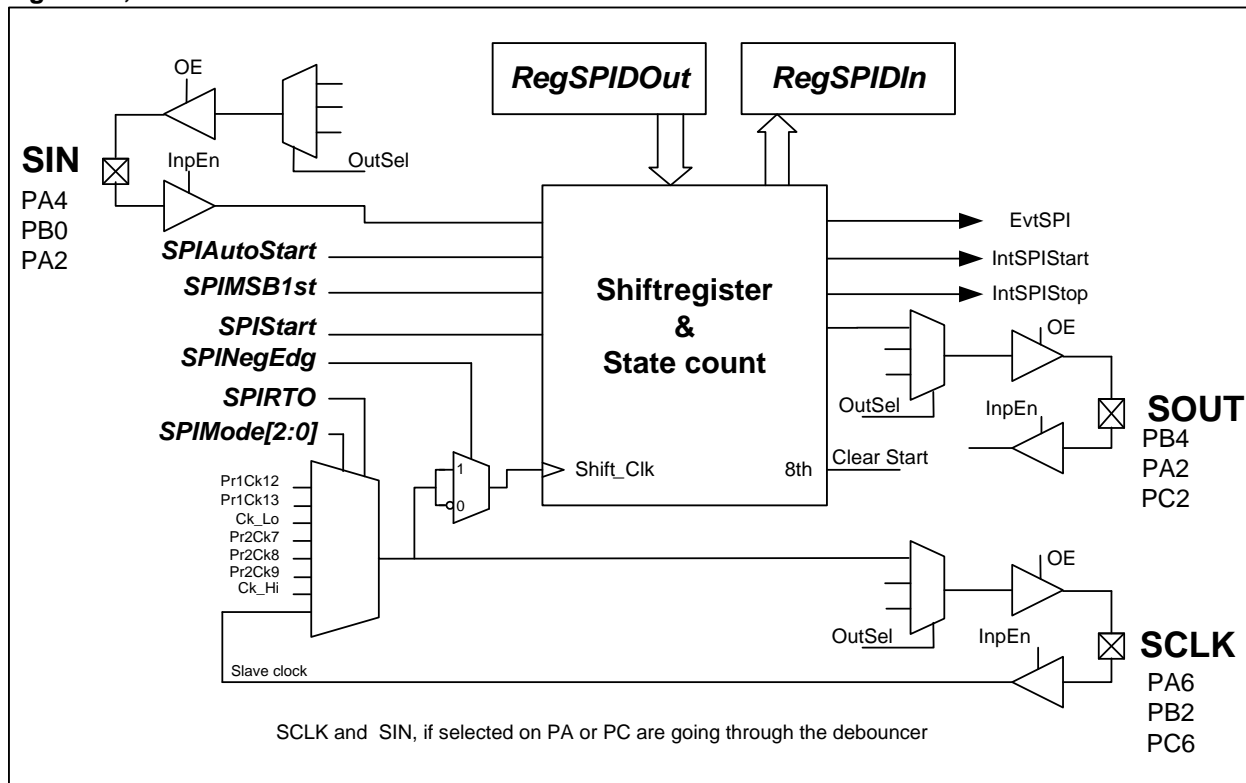 RegSPIDOut
RegSPIDIn
OE
OutSel
SIN
InpEn
PA4
PB0
PA2
SPIAutoStart
SPIMSB1st
SPIStart
SPINegEdg
SPIRTO
SPIMode[2:0]
Shiftregister
&
State count
EvtSPI
IntSPIStart
IntSPIStop
OE
OutSel
InpEn
SOUT
PB4
PA2
PC2
1
0
Shift_Clk
8th
Clear Start
Pr1Ck12
Pr1Ck13
Ck_Lo
Pr2Ck7
Pr2Ck8
Pr2Ck9
Ck_Hi
OE
OutSel
InpEn
SCLK
PA6
PB2
PC6
Slave clock
SCLK and SIN, if selected on PA or PC are going through the debouncer